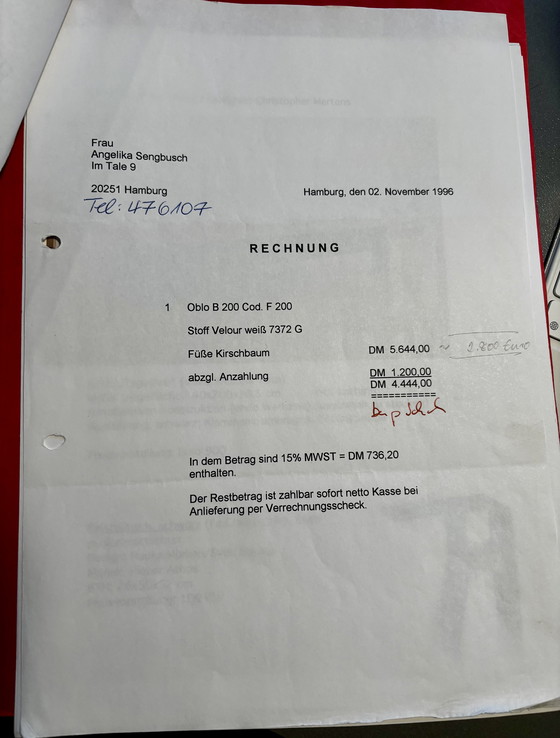 Frau
Angelika Sengbusch
Im Tale 9
20251 Hamburg
Tel: 476107
Hamburg, den 02. November 1996
RECHNUNG
1 Oblo B 200 Cod. F 200
Stoff Velour weiß 7372 G
Füße Kirschbaum DM 5.644,00 ~ 2.800 Euro
abzgl. Anzahlung DM 1.200,00
DM 4.444,00
===========
In dem Betrag sind 15% MWST = DM 736,20
enthalten.
Der Restbetrag ist zahlbar sofort netto Kasse bei
Anlieferung per Verrechnungsscheck.